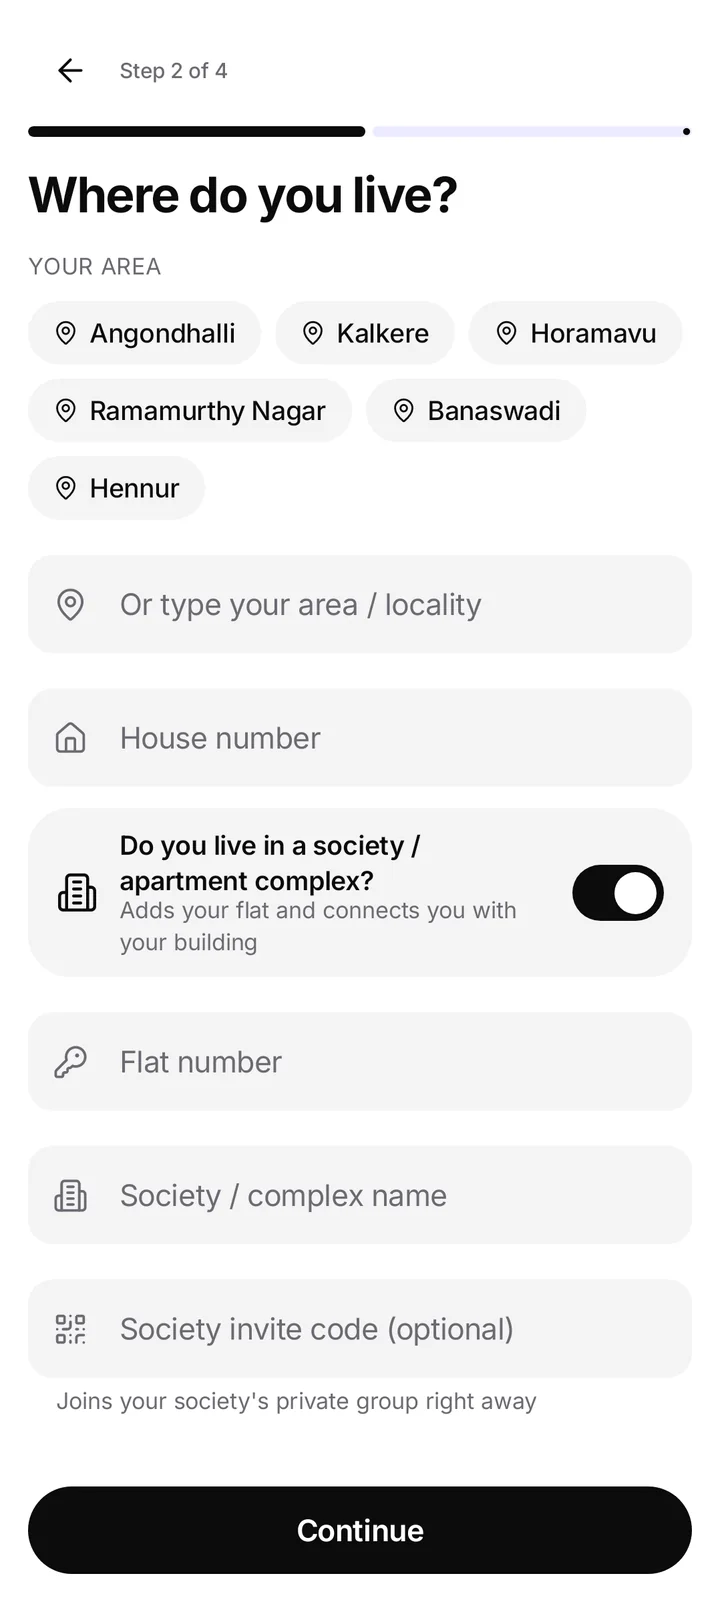 Step 2 of 4
Where do you live?
YOUR AREA
Angondhalli
Kalkere
Horamavu
Ramamurthy Nagar
Banaswadi
Hennur
Or type your area / locality
House number
Do you live in a society /
apartment complex?
Adds your flat and connects you with
your building
Flat number
Society / complex name
Society invite code (optional)
Joins your society's private group right away
Continue